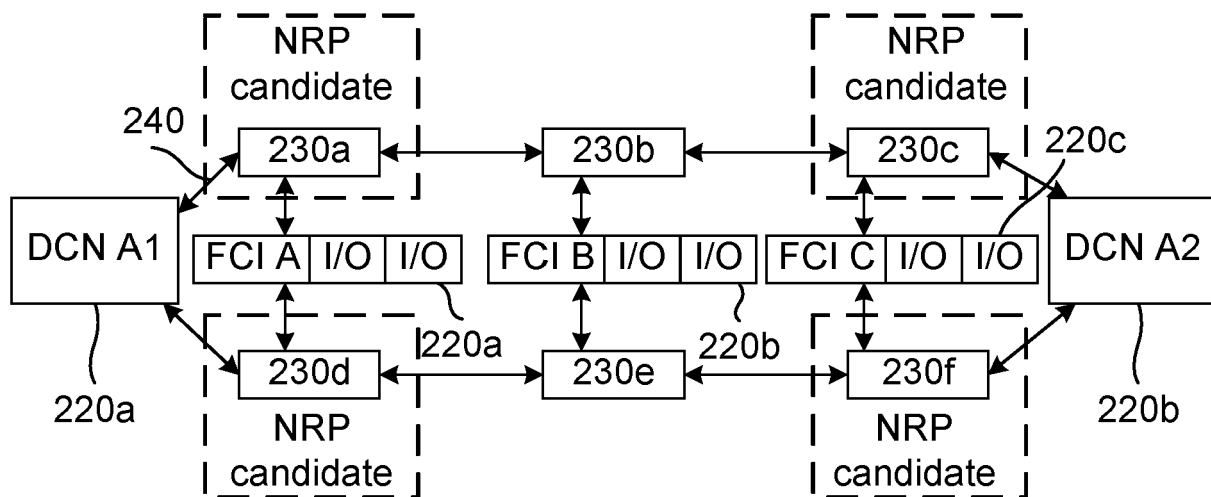 NRP
candidate
NRP
candidate
240
230a
230b
230c
220c
DCN A1
FCI A I/O I/O
FCI B I/O I/O
FCI C I/O I/O
DCN A2
220a
220b
230d
230e
230f
220a
220b
NRP
candidate
NRP
candidate